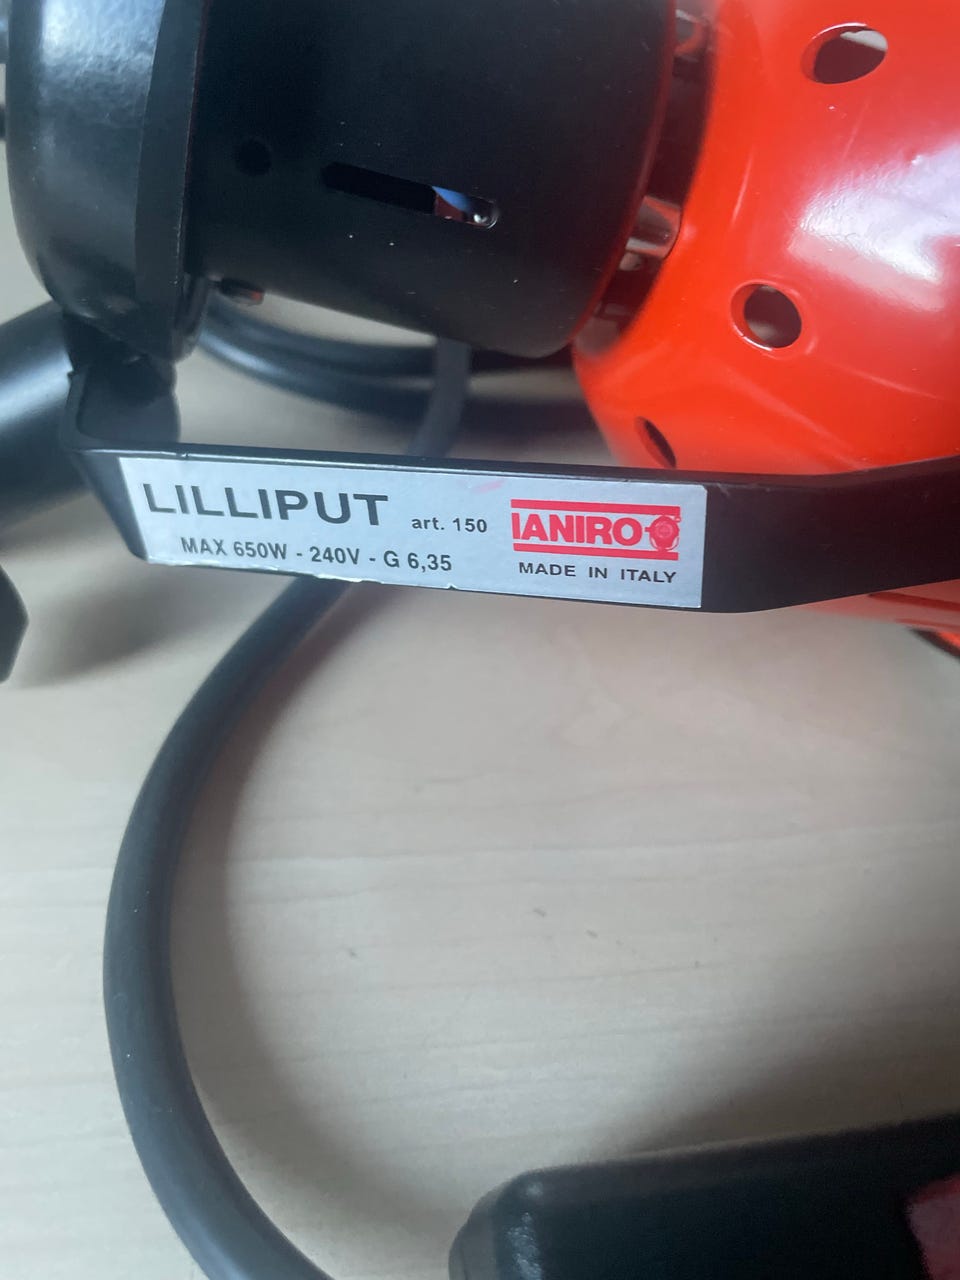 LILLIPUT art. 150
MAX 650W - 240V - G 6,35
IANIRO
MADE IN ITALY